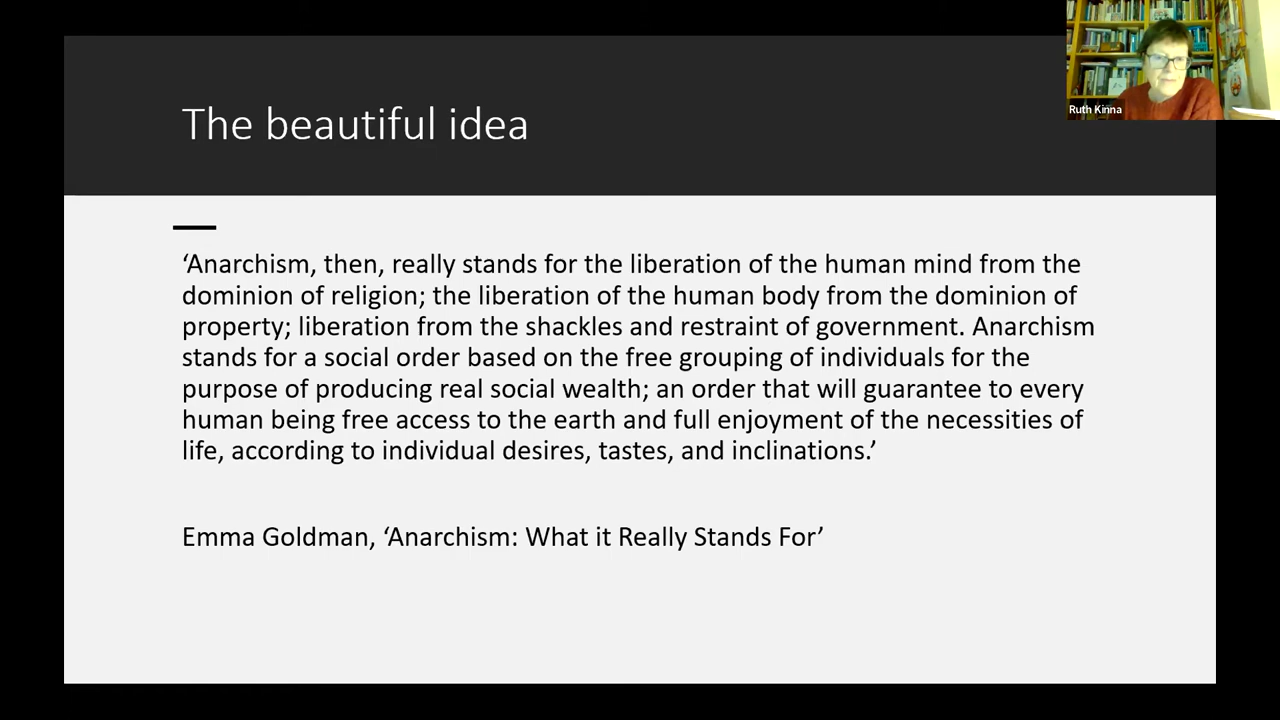 The beautiful idea
Ruth Kinna
‘Anarchism, then, really stands for the liberation of the human mind from the
dominion of religion; the liberation of the human body from the dominion of
property; liberation from the shackles and restraint of government. Anarchism
stands for a social order based on the free grouping of individuals for the
purpose of producing real social wealth; an order that will guarantee to every
human being free access to the earth and full enjoyment of the necessities of
life, according to individual desires, tastes, and inclinations.’
Emma Goldman, ‘Anarchism: What it Really Stands For’